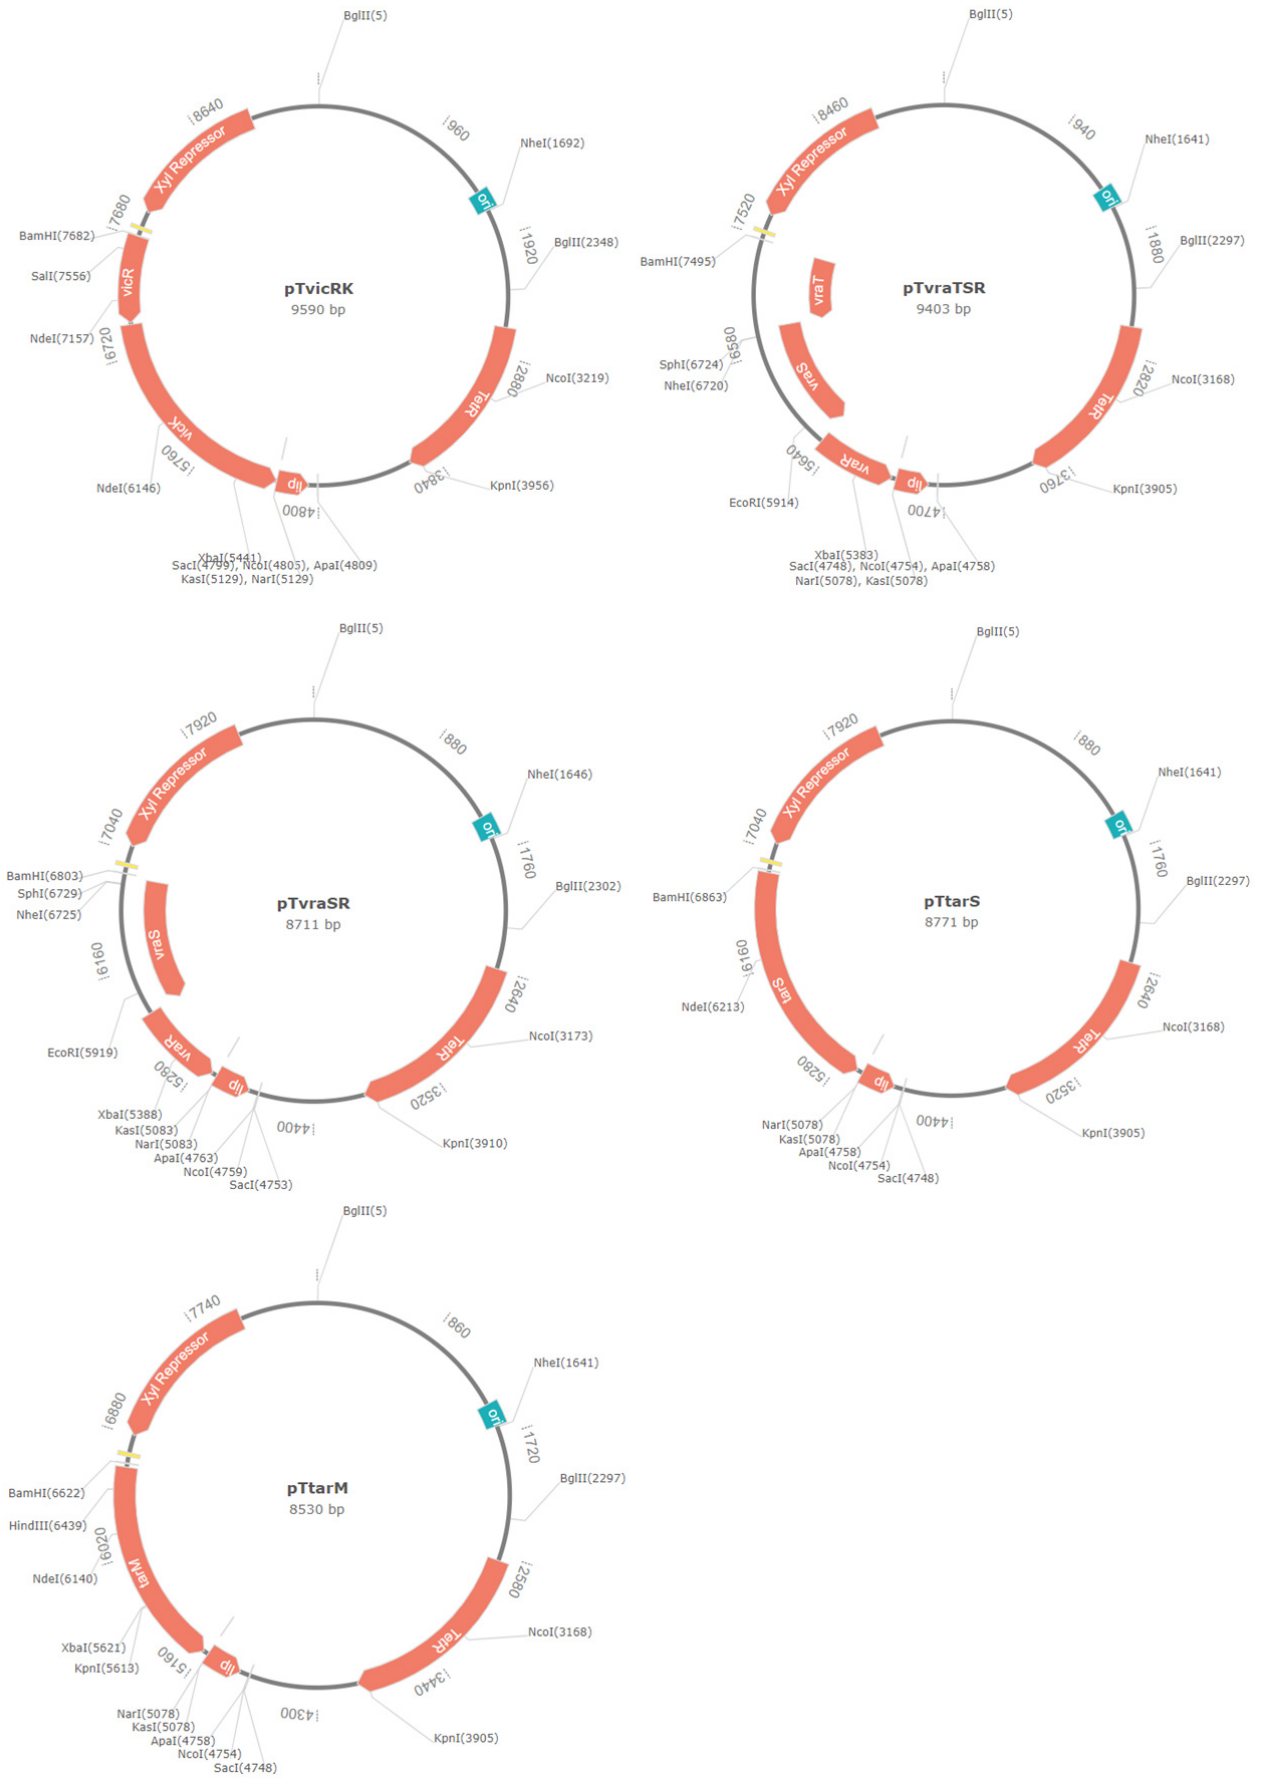 BglII(5)
8640
960
NheI(1692)
Xyl Repressor
ori
7680
BamHI(7682)
1920
BglII(2348)
SalI(7556)
vicR
pTvicRK
9590 bp
NdeI(7157)
6720
2880
NcoI(3219)
TetR
vicK
5760
NdeI(6146)
3840
KpnI(3956)
lip
4800
XbaI(5441)
SacI(4799), NcoI(4805), ApaI(4809)
KasI(5129), NarI(5129)
BglII(5)
8460
940
NheI(1641)
Xyl Repressor
ori
7520
BamHI(7495)
1880
BglII(2297)
vraT
pTvraTSR
9403 bp
6580
SphI(6724)
NheI(6720)
vraS
2820
NcoI(3168)
TetR
5640
vraR
EcoRI(5914)
3760
KpnI(3905)
lip
4700
XbaI(5383)
SacI(4748), NcoI(4754), ApaI(4758)
NarI(5078), KasI(5078)
BglII(5)
7920
880
NheI(1646)
Xyl Repressor
ori
7040
1760
BamHI(6803)
SphI(6729)
NheI(6725)
BglII(2302)
pTvraSR
8711 bp
vraS
6160
2640
NcoI(3173)
TetR
EcoRI(5919)
vraR
5280
3520
lip
XbaI(5388)
KasI(5083)
NarI(5083)
4400
KpnI(3910)
ApaI(4763)
NcoI(4759)
SacI(4753)
BglII(5)
7920
880
NheI(1641)
Xyl Repressor
ori
7040
1760
BamHI(6863)
BglII(2297)
pTtarS
8771 bp
6160
tarS
NdeI(6213)
2640
NcoI(3168)
TetR
5280
3520
lip
NarI(5078)
4400
KpnI(3905)
KasI(5078)
ApaI(4758)
NcoI(4754)
SacI(4748)
BglII(5)
7740
860
NheI(1641)
Xyl Repressor
ori
6880
1720
BglII(2297)
BamHI(6622)
pTtarM
8530 bp
HindIII(6439)
6020
NdeI(6140)
tarM
2580
NcoI(3168)
TetR
XbaI(5621)
KpnI(5613)
5160
lip
3440
NarI(5078)
4300
KasI(5078)
KpnI(3905)
ApaI(4758)
NcoI(4754)
SacI(4748)